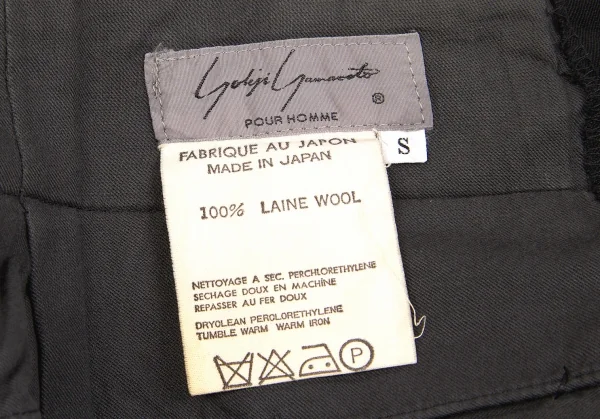 Yohji Yamamoto
®
POUR HOMME
S
FABRIQUE AU JAPON
MADE IN JAPAN
100% LAINE WOOL
NETTOYAGE A SEC. PERCHLORETHYLENE
SECHAGE DOUX EN MACHINE
REPASSER AU FER DOUX
DRYCLEAN PERCLORETHYLENE
TUMBLE WARM WARM IRON
P